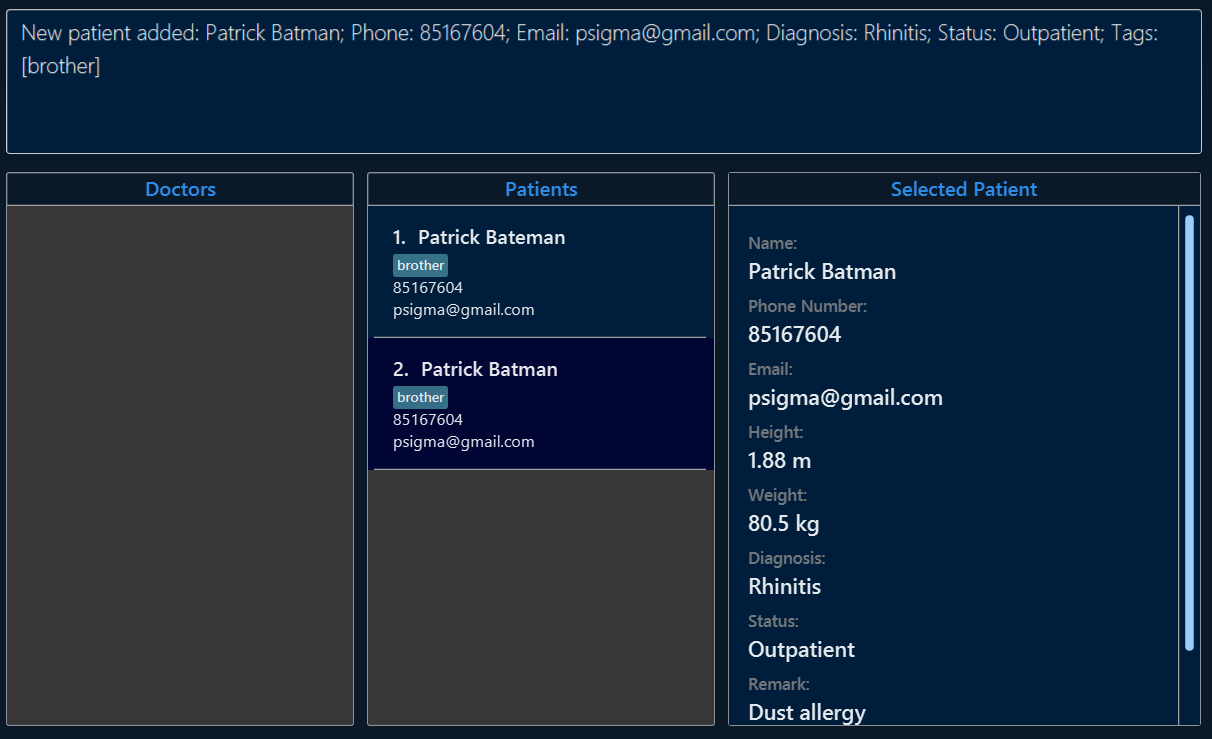 New patient added: Patrick Batman; Phone: 85167604; Email: psigma@gmail.com; Diagnosis: Rhinitis; Status: Outpatient; Tags:
[brother]
Doctors
Patients
1. Patrick Bateman
brother
85167604
psigma@gmail.com
2. Patrick Batman
brother
85167604
psigma@gmail.com
Selected Patient
Name:
Patrick Batman
Phone Number:
85167604
Email:
psigma@gmail.com
Height:
1.88 m
Weight:
80.5 kg
Diagnosis:
Rhinitis
Status:
Outpatient
Remark:
Dust allergy